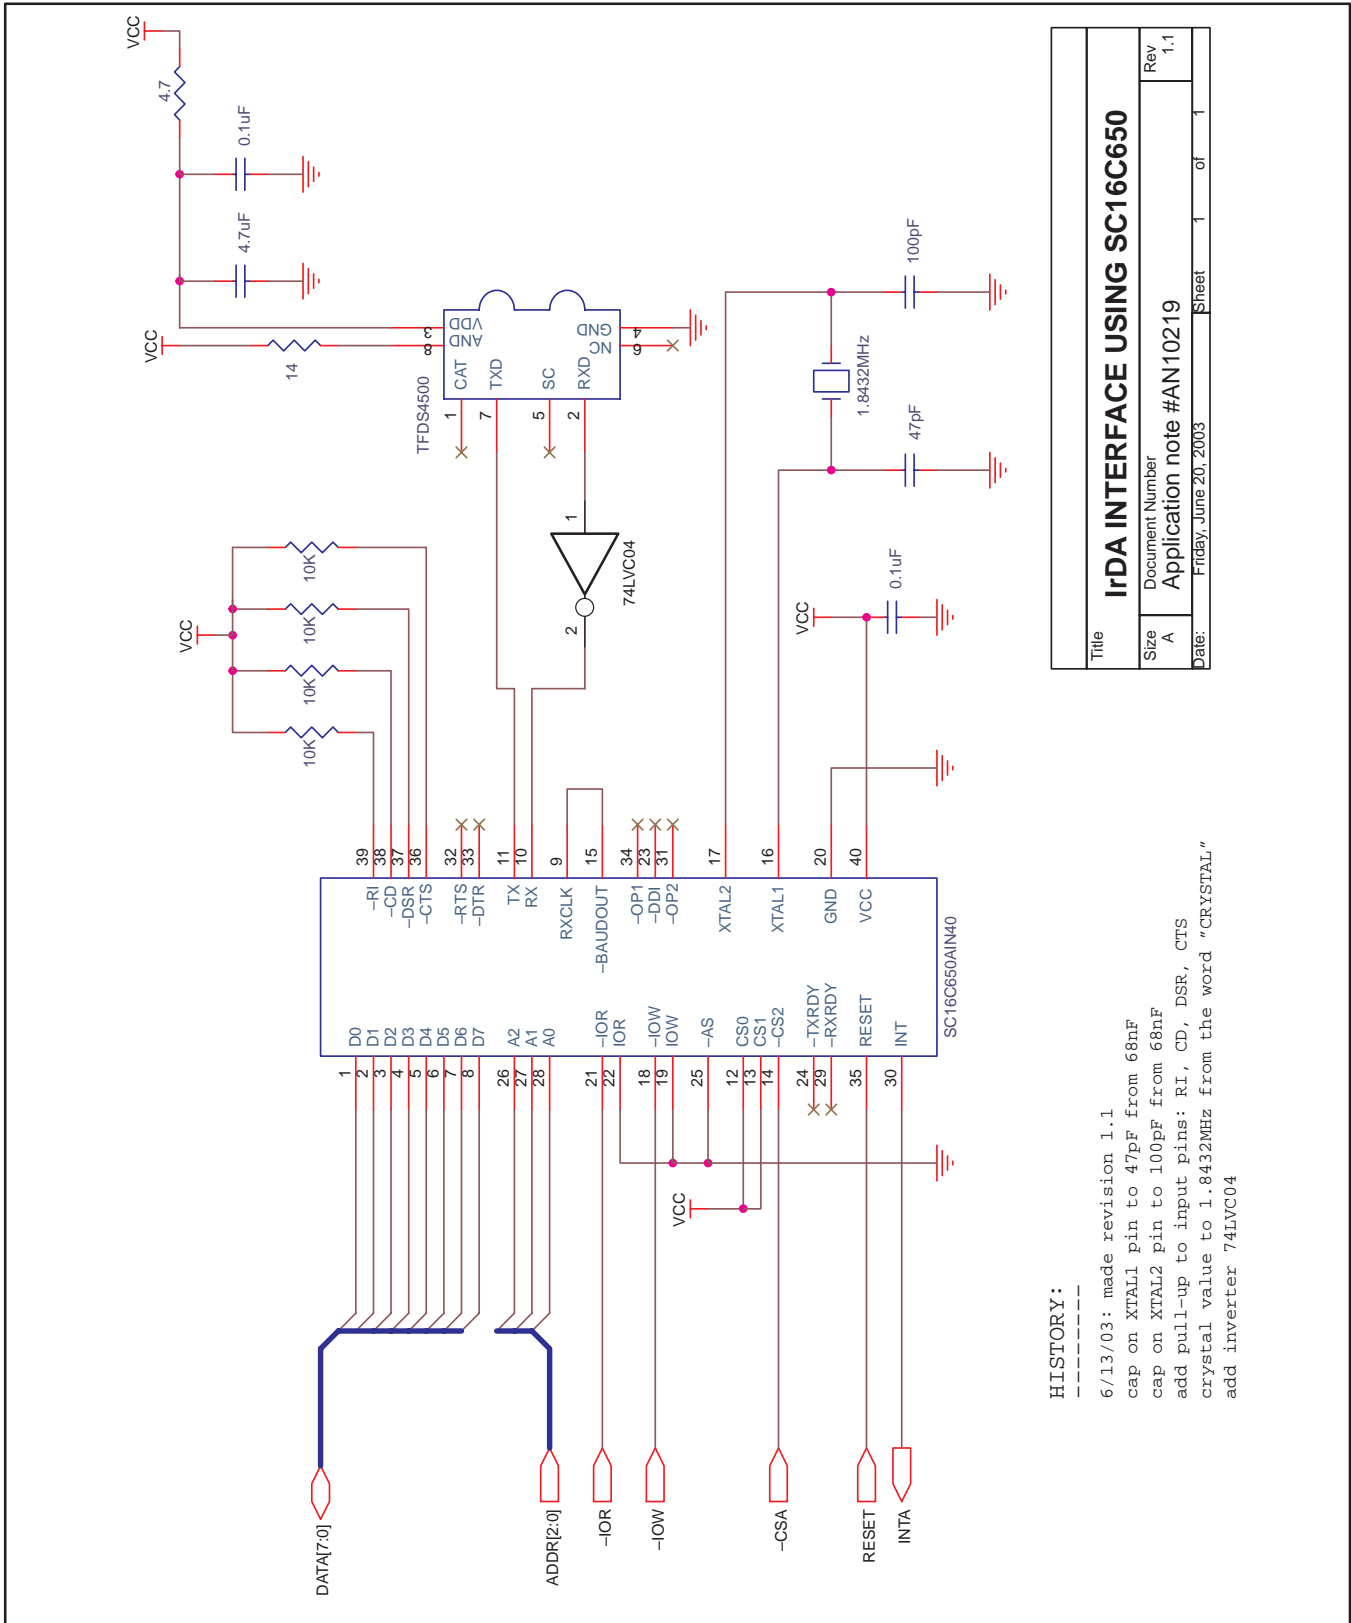 VCC
4.7
0.1uF
4.7uF
VCC
14
TFDS4500
3
VDD
8
AND
1
CAT
7
TXD
5
SC
2
RXD
GND
4
NC
6
VCC
10K
10K
10K
10K
1
2
74LVC04
1.8432MHz
100pF
47pF
VCC
0.1uF
39
–RI
38
–CD
37
–DSR
36
–CTS
32
–RTS
33
–DTR
11
TX
10
RX
9
RXCLK
15
–BAUDOUT
34
–OP1
23
–DDI
31
–OP2
17
XTAL2
16
XTAL1
20
GND
40
VCC
SC16C650AIN40
1
D0
2
D1
3
D2
4
D3
5
D4
6
D5
7
D6
8
D7
26
A2
27
A1
28
A0
21
–IOR
22
IOR
18
–IOW
19
IOW
25
–AS
12
CS0
13
CS1
14
–CS2
24
–TXRDY
29
–RXRDY
35
RESET
30
INT
VCC
DATA[7:0]
ADDR[2:0]
–IOR
–IOW
–CSA
RESET
INTA
HISTORY:
--------
6/13/03: made revision 1.1
cap on XTAL1 pin to 47pF from 68nF
cap on XTAL2 pin to 100pF from 68nF
add pull-up to input pins: RI, CD, DSR, CTS
crystal value to 1.8432MHz from the word "CRYSTAL"
add inverter 74LVC04
Title
IrDA INTERFACE USING SC16C650
Size
A
Document Number
Application note #AN10219
Rev
1.1
Date:
Friday, June 20, 2003
Sheet
1
of
1